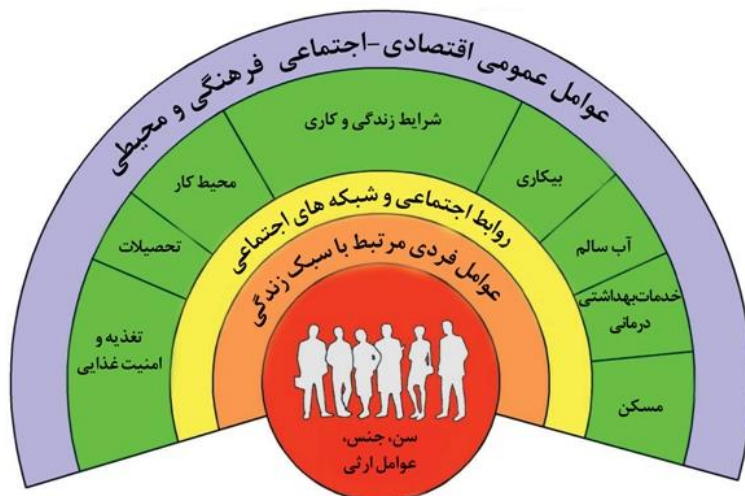 عوامل عمومی اقتصادی-اجتماعی فرهنگی و محیطی
شرایط زندگی و کاری
بیکاری
محیط کار
آب سالم
تحصیلات
خدمات‌بهداشتی
درمانی
تغذیه و
امنیت غذایی
مسکن
روابط اجتماعی و شبکه های اجتماعی
عوامل فردی مرتبط با سبک زندگی
سن، جنس،
عوامل ارثی